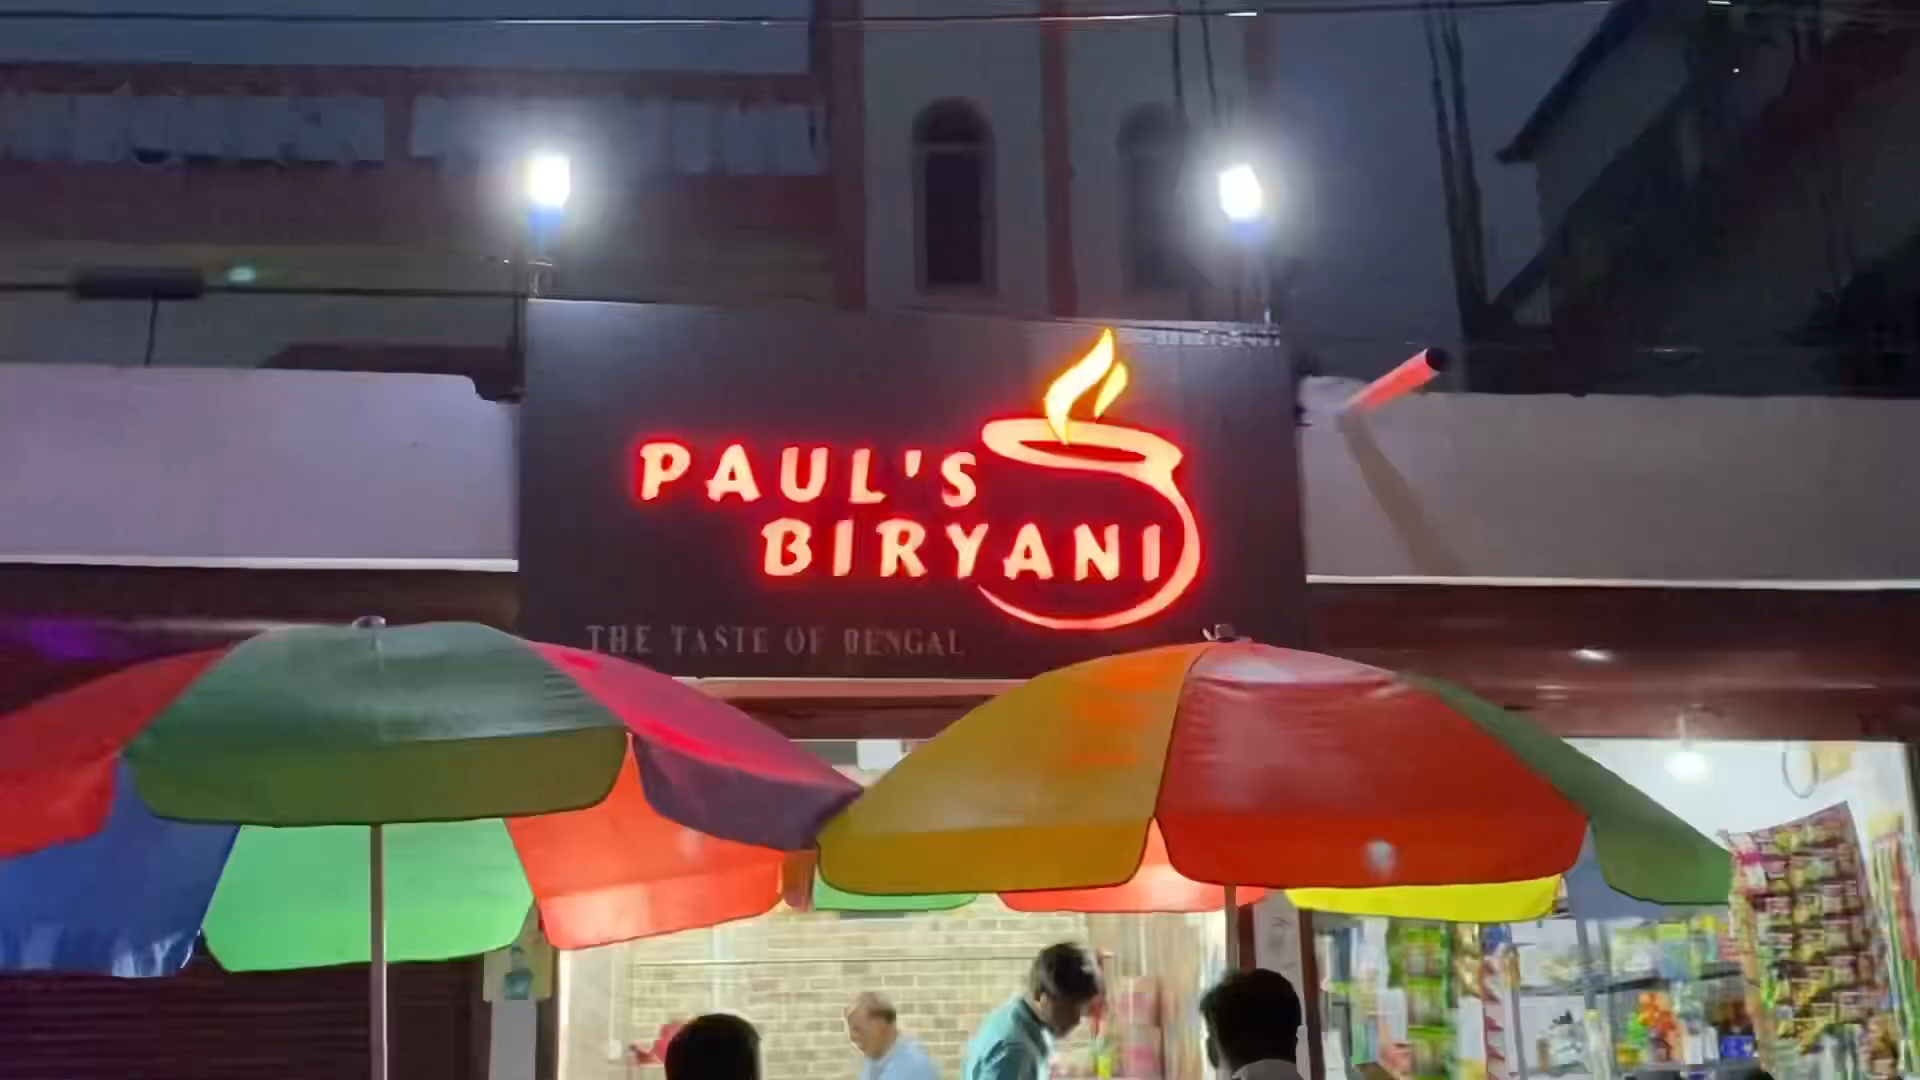 PAUL'S
BIRYANI
THE TASTE OF BENGAL